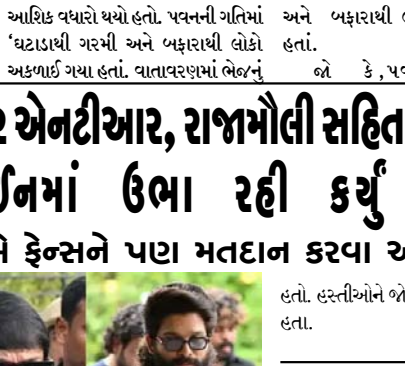 આશિક વધારો થયો હતો. પવનની ગતિમાં
‘ઘટાડાથી ગરમી અને બફારાથી લોકો
અકળાઈ ગયા હતાં. વાતાવરણમાં ભેજનું
અને બફારાથી
હતાં.
જો કે ,પવ
એનટીઆર, રાજામૌલી સહિત
ઈનમાં ઉભા રહી કર્યું
ફેન્સને પણ મતદાન કરવા અ
હતો. હસ્તીઓને જો
હતા.